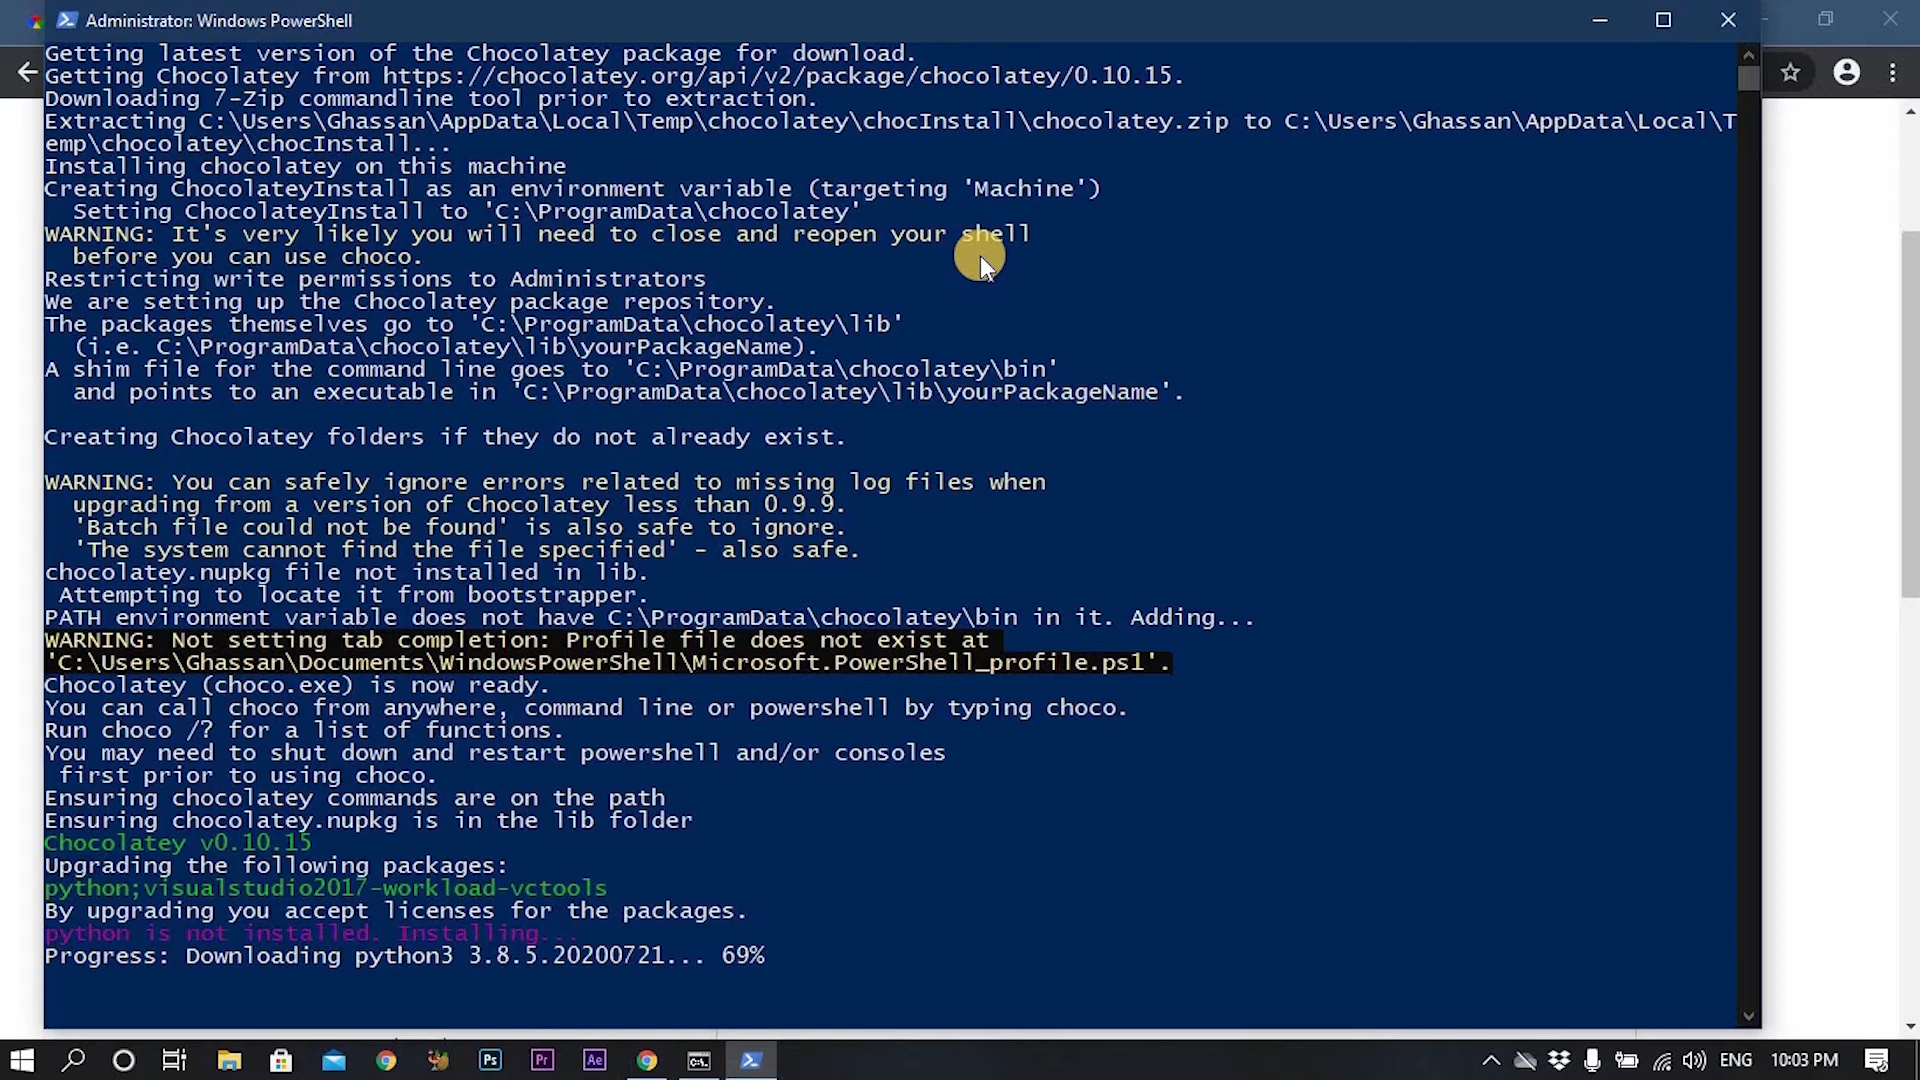 Administrator: Windows PowerShell
Getting latest version of the Chocolatey package for download.
Getting Chocolatey from https://chocolatey.org/api/v2/package/chocolatey/0.10.15.
Downloading 7-Zip commandline tool prior to extraction.
Extracting C:\Users\Ghassan\AppData\Local\Temp\chocolatey\chocInstall\chocolatey.zip to C:\Users\Ghassan\AppData\Local\T
emp\chocolatey\chocInstall...
Installing chocolatey on this machine
Creating ChocolateyInstall as an environment variable (targeting 'Machine')
  Setting ChocolateyInstall to 'C:\ProgramData\chocolatey'
WARNING: It's very likely you will need to close and reopen your shell
  before you can use choco.
Restricting write permissions to Administrators
We are setting up the Chocolatey package repository.
The packages themselves go to 'C:\ProgramData\chocolatey\lib'
  (i.e. C:\ProgramData\chocolatey\lib\yourPackageName).
A shim file for the command line goes to 'C:\ProgramData\chocolatey\bin'
  and points to an executable in 'C:\ProgramData\chocolatey\lib\yourPackageName'.
Creating Chocolatey folders if they do not already exist.
WARNING: You can safely ignore errors related to missing log files when
  upgrading from a version of Chocolatey less than 0.9.9.
  'Batch file could not be found' is also safe to ignore.
  'The system cannot find the file specified' - also safe.
chocolatey.nupkg file not installed in lib.
 Attempting to locate it from bootstrapper.
PATH environment variable does not have C:\ProgramData\chocolatey\bin in it. Adding...
WARNING: Not setting tab completion: Profile file does not exist at
'C:\Users\Ghassan\Documents\WindowsPowerShell\Microsoft.PowerShell_profile.ps1'.
Chocolatey (choco.exe) is now ready.
You can call choco from anywhere, command line or powershell by typing choco.
Run choco /? for a list of functions.
You may need to shut down and restart powershell and/or consoles
 first prior to using choco.
Ensuring chocolatey commands are on the path
Ensuring chocolatey.nupkg is in the lib folder
Chocolatey v0.10.15
Upgrading the following packages:
python;visualstudio2017-workload-vctools
By upgrading you accept licenses for the packages.
python is not installed. Installing...
Progress: Downloading python3 3.8.5.20200721... 69%
Ps Pr Ae ENG 10:03 PM